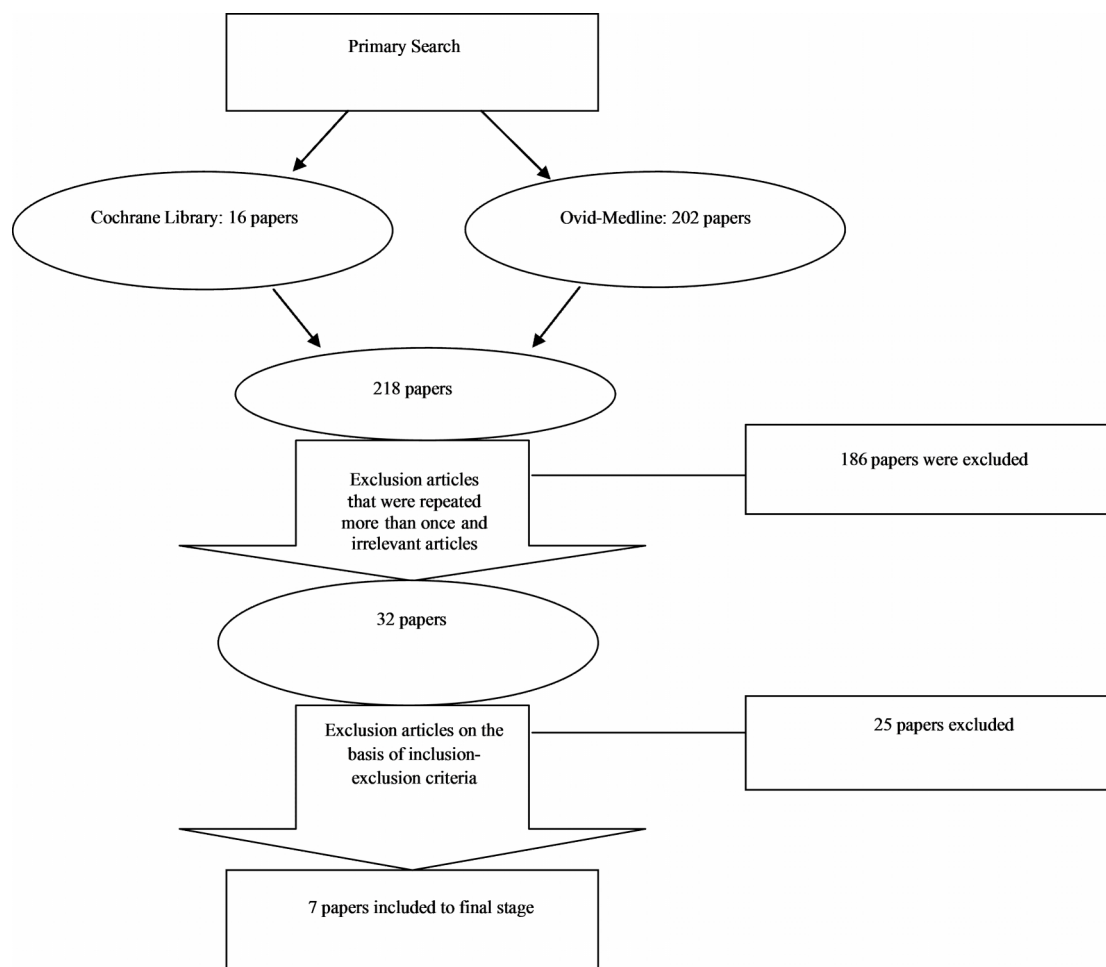 Primary Search
Cochrane Library: 16 papers
Ovid-Medline: 202 papers
218 papers
186 papers were excluded
Exclusion articles
that were repeated
more than once and
irrelevant articles
32 papers
25 papers excluded
Exclusion articles on the
basis of inclusion-
exclusion criteria
7 papers included to final stage